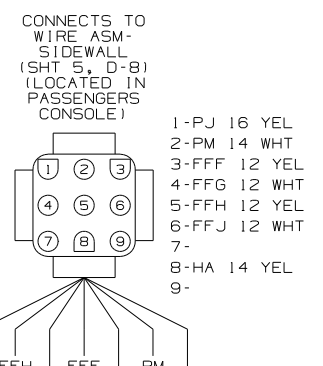 CONNECTS TO
WIRE ASM-
SIDEWALL
(SHT 5, D-8)
(LOCATED IN
PASSENGERS
CONSOLE)
1-PJ 16 YEL
2-PM 14 WHT
3-FFF 12 YEL
4-FFG 12 WHT
5-FFH 12 YEL
6-FFJ 12 WHT
7-
8-HA 14 YEL
9-
1 2 3
4 5 6
7 8 9
FFH FFF PM